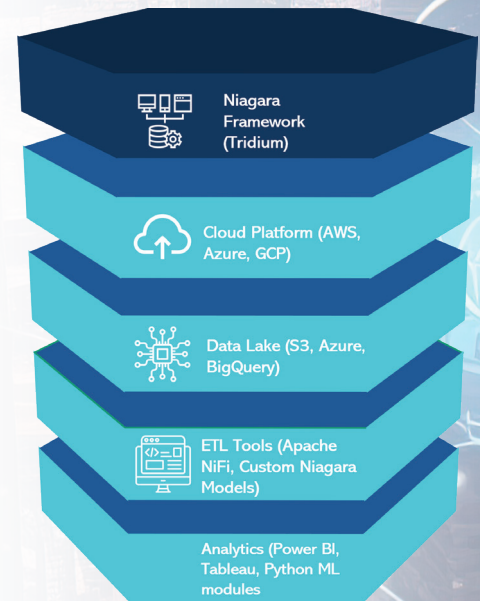 Niagara
Framework
(Tridium)
Cloud Platform (AWS,
Azure, GCP)
Data Lake (S3, Azure,
BigQuery)
ETL Tools (Apache
NiFi, Custom Niagara
Models)
Analytics (Power BI,
Tableau, Python ML
modules